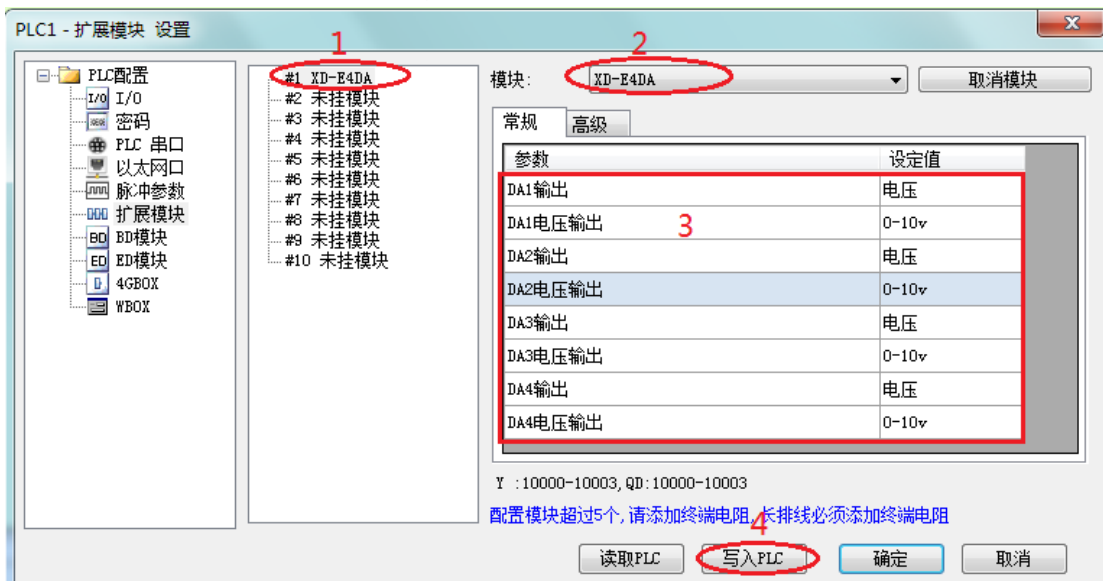 PLC1 - 扩展模块 设置
1
2
PLC配置
I/O I/O
密码
PLC 串口
以太网口
脉冲参数
扩展模块
BD BD模块
ED ED模块
4GBOX
WBOX
#1 XD-E4DA
#2 未挂模块
#3 未挂模块
#4 未挂模块
#5 未挂模块
#6 未挂模块
#7 未挂模块
#8 未挂模块
#9 未挂模块
#10 未挂模块
模块: XD-E4DA 取消模块
常规 高级
参数 设定值
DA1输出 电压
DA1电压输出 0-10v
3
DA2输出 电压
DA2电压输出 0-10v
DA3输出 电压
DA3电压输出 0-10v
DA4输出 电压
DA4电压输出 0-10v
Y :10000-10003,QD:10000-10003
配置模块超过5个,请添加终端电阻,长排线必须添加终端电阻
4
读取PLC 写入PLC 确定 取消